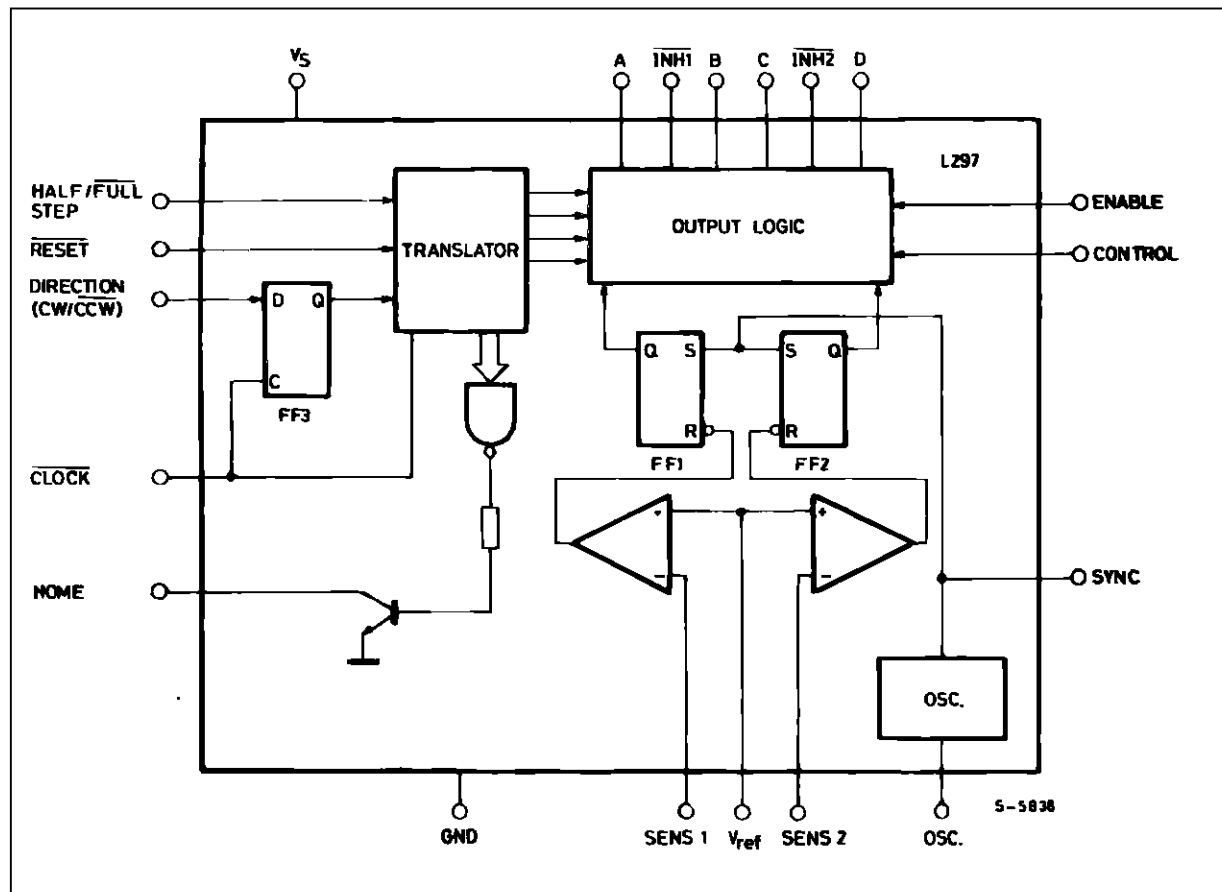 VS
A
INH1
B
C
INH2
D
L297
HALF/FULL
STEP
RESET
DIRECTION
(CW/CCW)
TRANSLATOR
OUTPUT LOGIC
ENABLE
CONTROL
D Q
C
FF3
Q S
R
FF1
S Q
R
FF2
CLOCK
+
-
+
-
HOME
SYNC
OSC.
S-5838
GND
SENS 1
Vref
SENS 2
OSC.